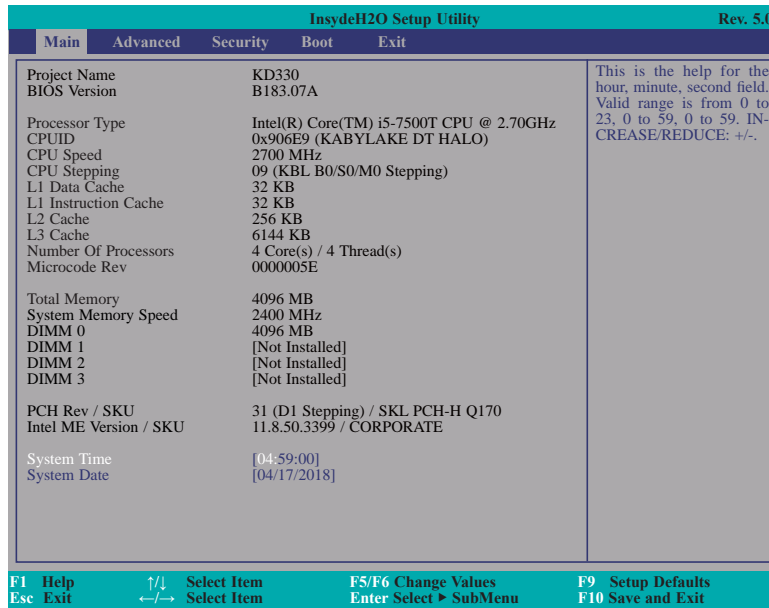 InsydeH2O Setup Utility Rev. 5.0
Main Advanced Security Boot Exit
Project Name KD330
BIOS Version B183.07A
Processor Type Intel(R) Core(TM) i5-7500T CPU @ 2.70GHz
CPUID 0x906E9 (KABYLAKE DT HALO)
CPU Speed 2700 MHz
CPU Stepping 09 (KBL B0/S0/M0 Stepping)
L1 Data Cache 32 KB
L1 Instruction Cache 32 KB
L2 Cache 256 KB
L3 Cache 6144 KB
Number Of Processors 4 Core(s) / 4 Thread(s)
Microcode Rev 0000005E
Total Memory 4096 MB
System Memory Speed 2400 MHz
DIMM 0 4096 MB
DIMM 1 [Not Installed]
DIMM 2 [Not Installed]
DIMM 3 [Not Installed]
PCH Rev / SKU 31 (D1 Stepping) / SKL PCH-H Q170
Intel ME Version / SKU 11.8.50.3399 / CORPORATE
System Time [04:59:00]
System Date [04/17/2018]
This is the help for the
hour, minute, second field.
Valid range is from 0 to
23, 0 to 59, 0 to 59. IN-
CREASE/REDUCE: +/-.
F1 Help ↑/↓ Select Item F5/F6 Change Values F9 Setup Defaults
Esc Exit ←/→ Select Item Enter Select ▶ SubMenu F10 Save and Exit